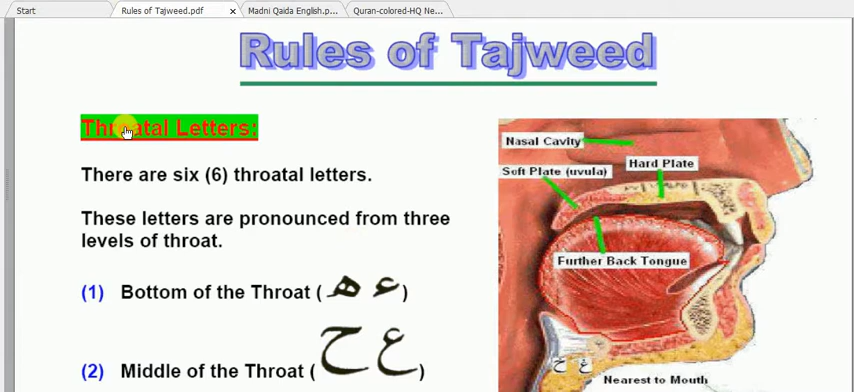 Start
Rules of Tajweed.pdf
Madni Qaida English.p...
Quran-colored-HQ Ne...
Rules of Tajweed
Throatal Letters:
There are six (6) throatal letters.
These letters are pronounced from three
levels of throat.
(1) Bottom of the Throat ( ء ه )
(2) Middle of the Throat ( ع ح )
Nasal Cavity
Hard Plate
Soft Plate (uvula)
Further Back Tongue
غ خ
Nearest to Mouth